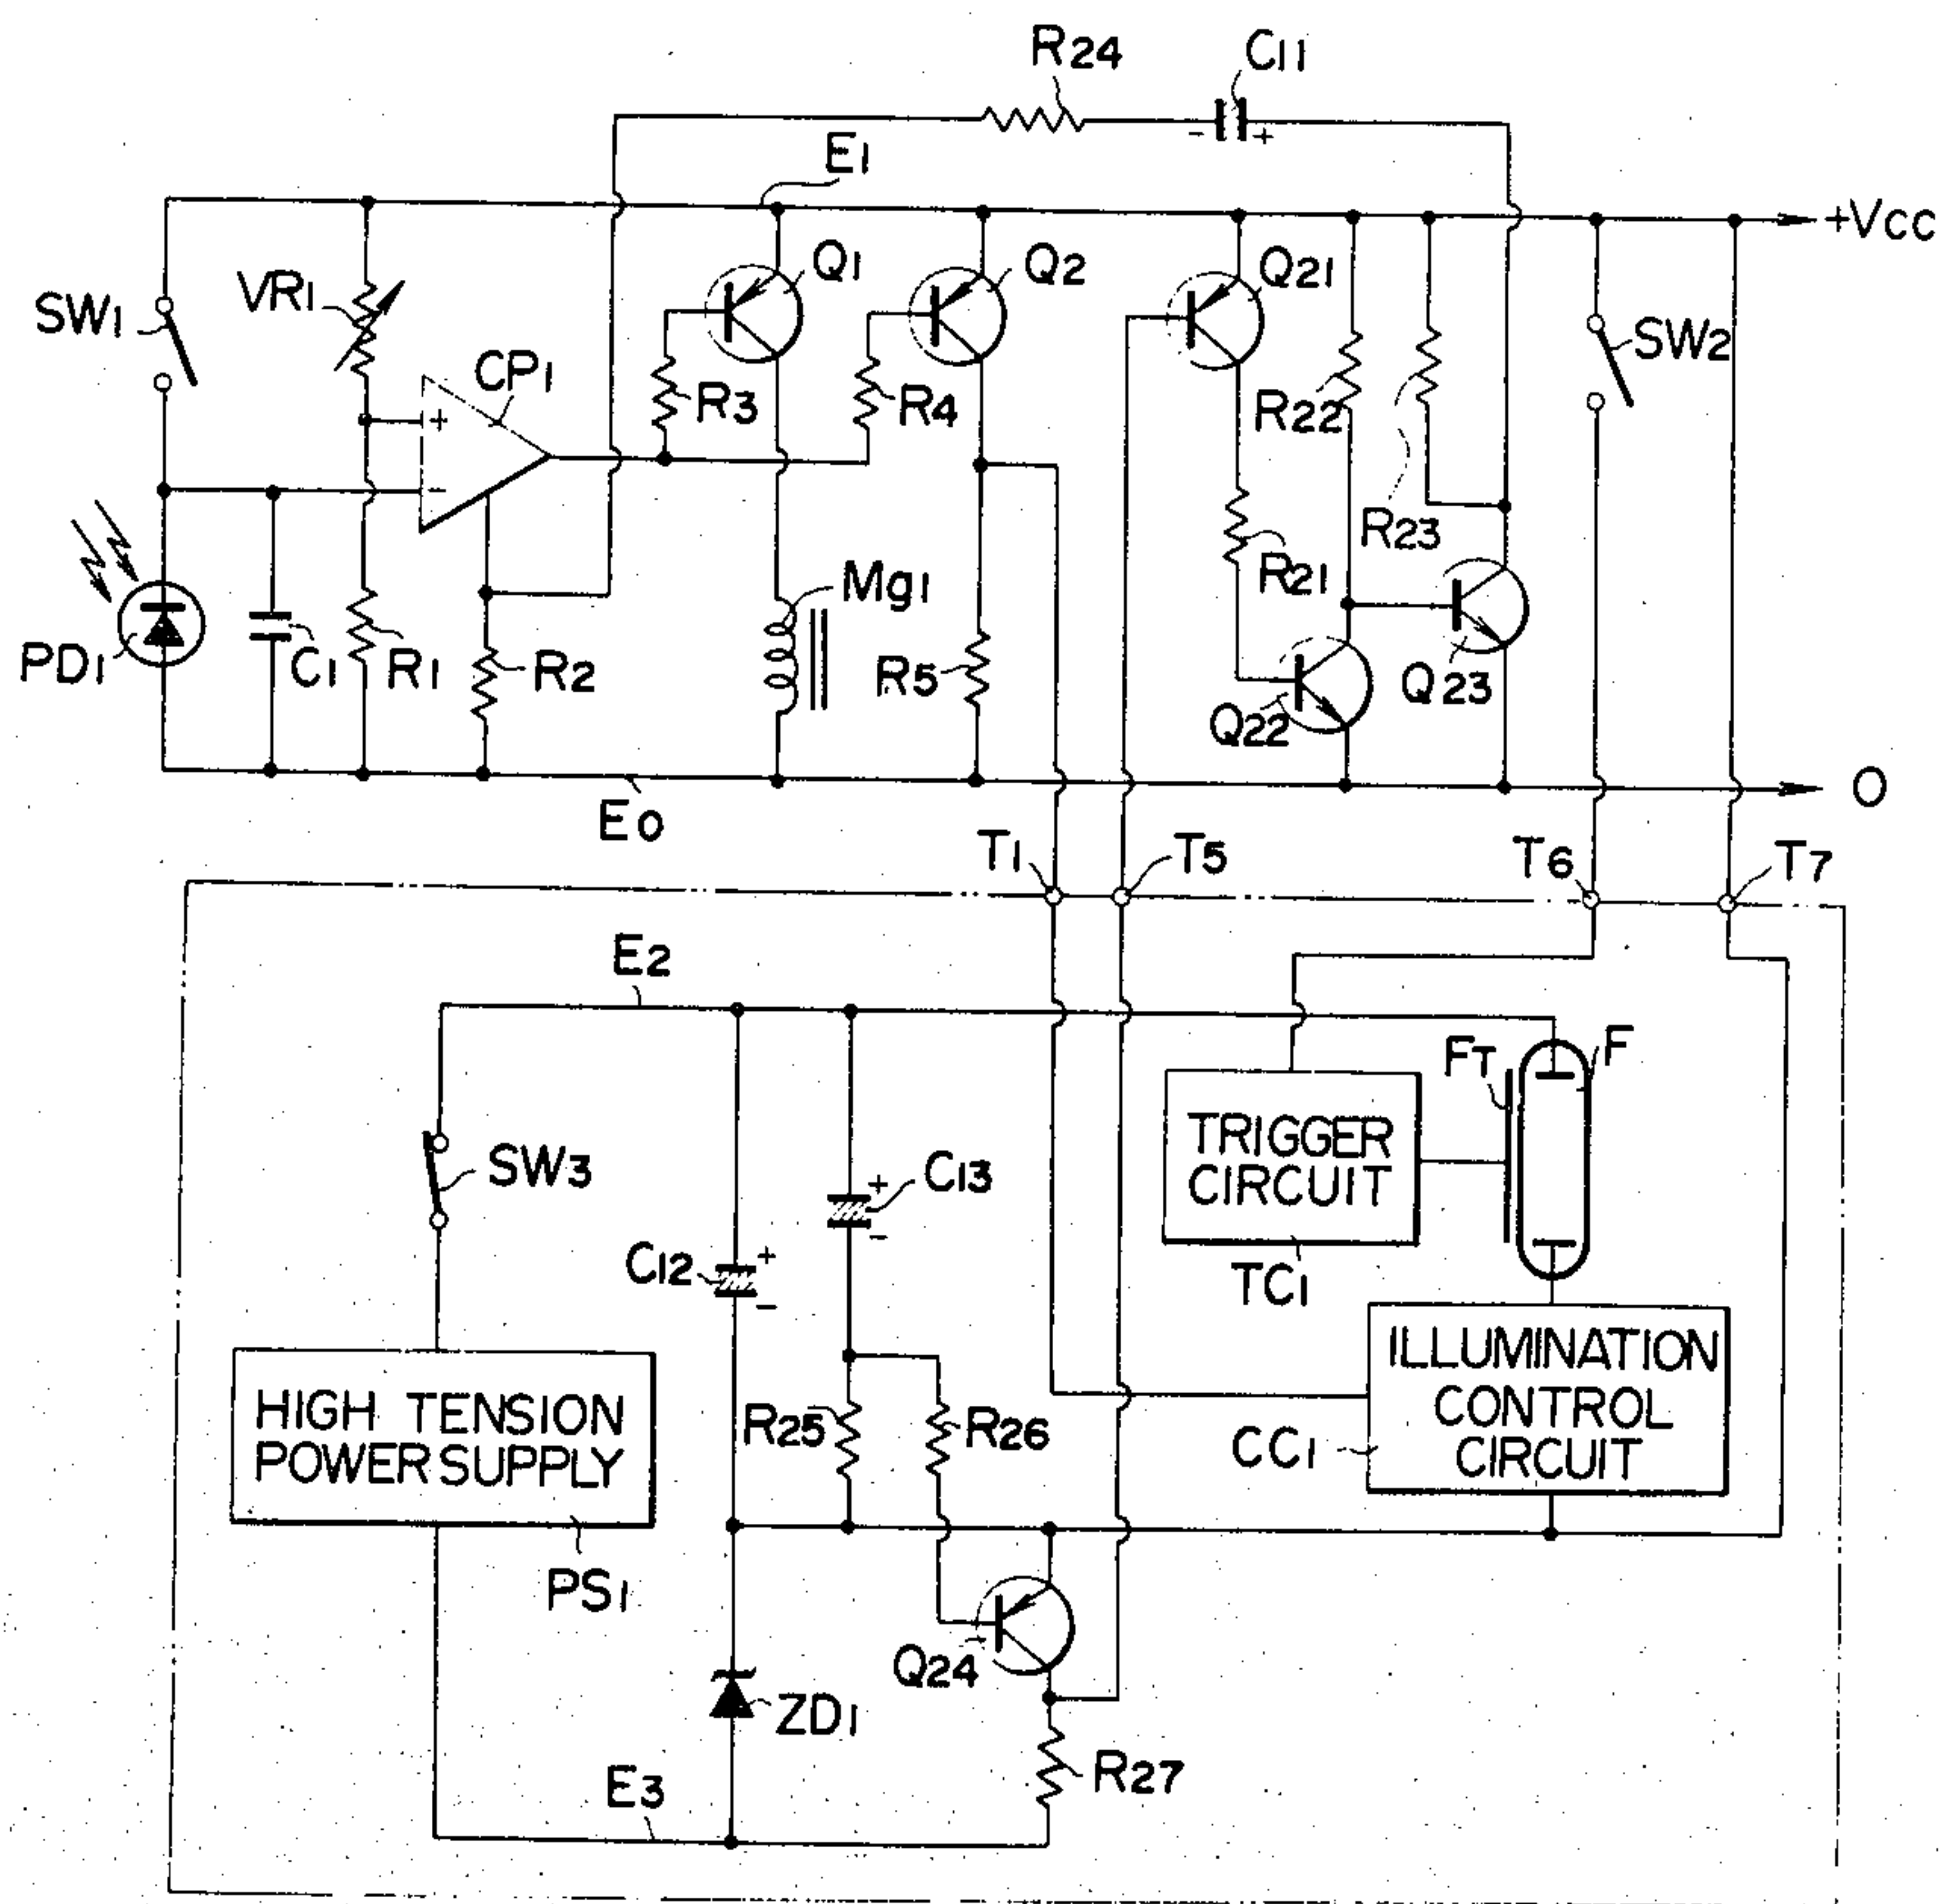 R24
C11
E1
+Vcc
SW1
VR1
CP1
Q1
Q2
Q21
SW2
+
-
R3
R4
R22
R23
R21
PD1
C1
R1
R2
Mg1
R5
Q22
Q23
E0
O
T1
T5
T6
T7
E2
FT
F
SW3
C13
+
-
C12
+
-
TRIGGER
CIRCUIT
TC1
HIGH TENSION
POWER SUPPLY
PS1
R25
R26
ILLUMINATION
CONTROL
CIRCUIT
CC1
Q24
ZD1
R27
E3
-
+